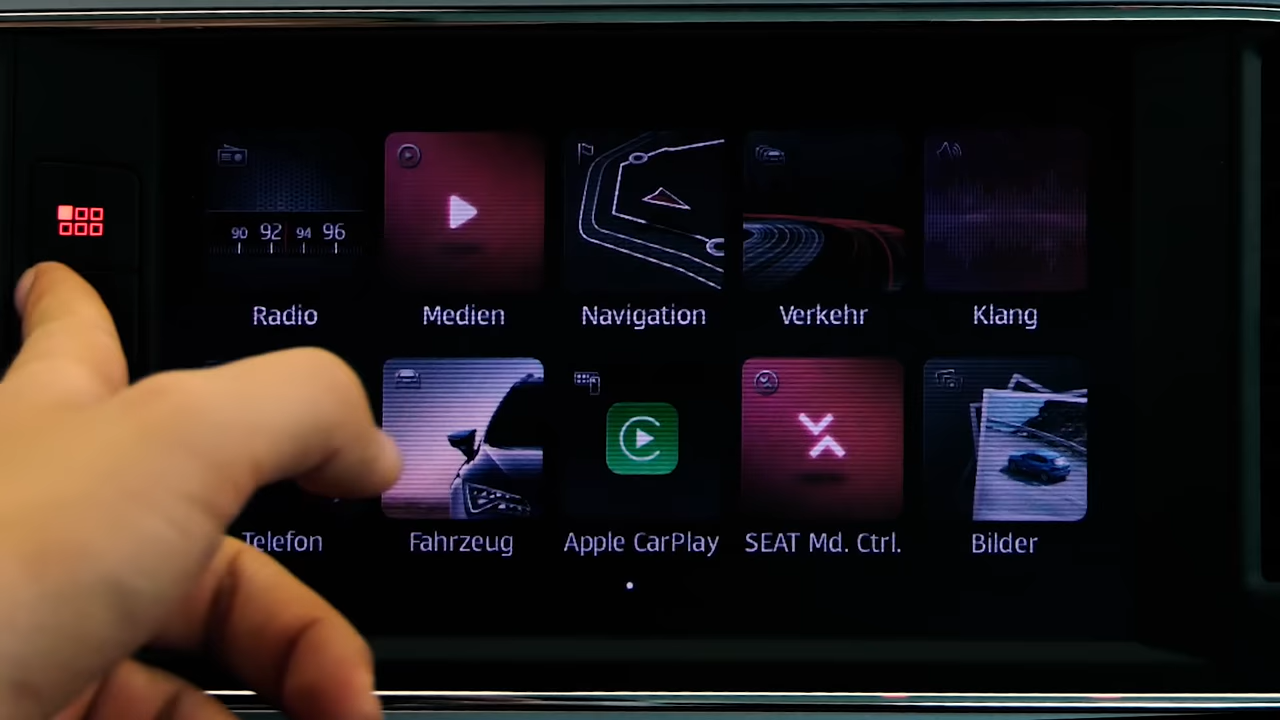 90 92 94 96
Radio
Medien
Navigation
Verkehr
Klang
Telefon
Fahrzeug
Apple CarPlay
SEAT Md. Ctrl.
Bilder